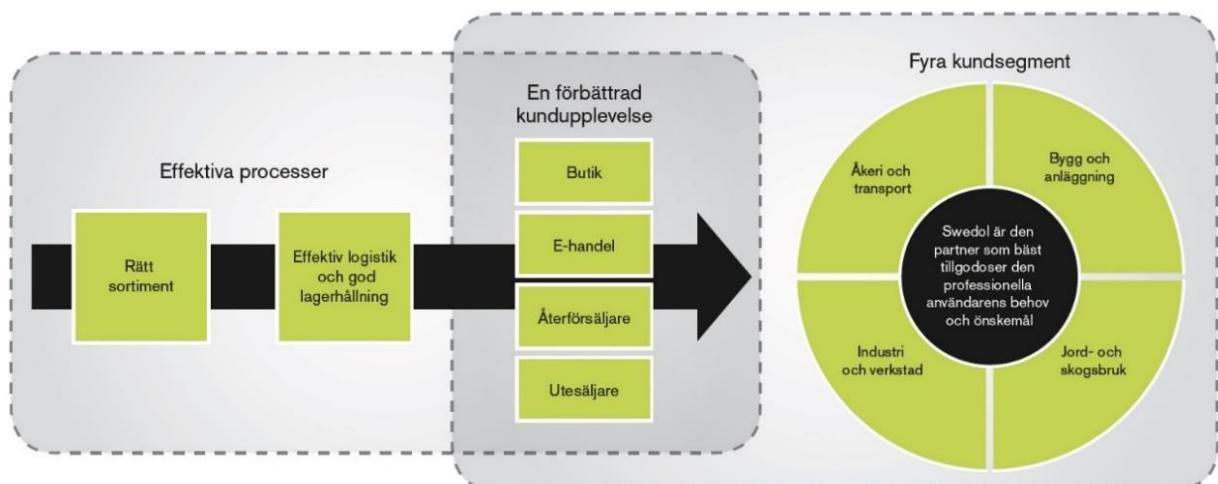 Effektiva processer
Rätt
sortiment
Effektiv logistik
och god
lagerhållning
En förbättrad
kundupplevelse
Butik
E-handel
Återförsäljare
Utesäljare
Fyra kundsegment
Åkeri och
transport
Bygg och
anläggning
Swedol är den
partner som bäst
tillgodoser den
professionella
användarens behov
och önskemål
Industri
och verkstad
Jord- och
skogsbruk